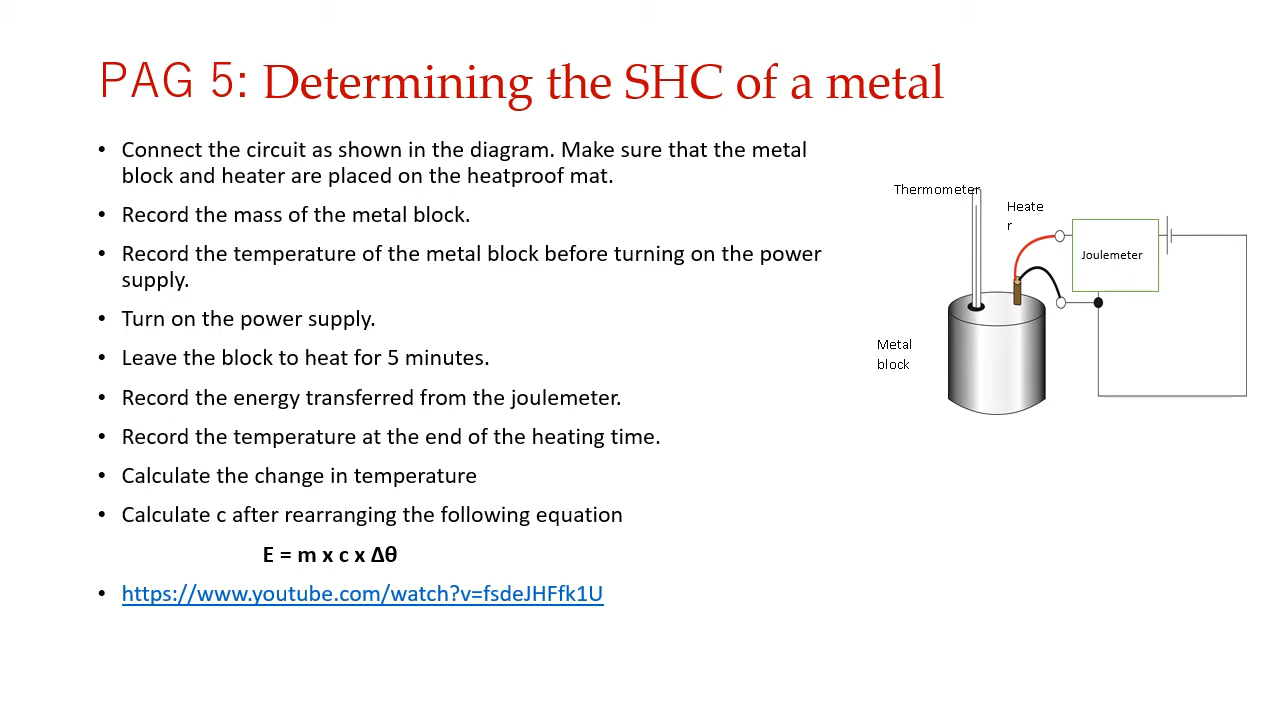 PAG 5: Determining the SHC of a metal
• Connect the circuit as shown in the diagram. Make sure that the metal
block and heater are placed on the heatproof mat.
• Record the mass of the metal block.
• Record the temperature of the metal block before turning on the power
supply.
• Turn on the power supply.
• Leave the block to heat for 5 minutes.
• Record the energy transferred from the joulemeter.
• Record the temperature at the end of the heating time.
• Calculate the change in temperature
• Calculate c after rearranging the following equation
E = m x c x Δθ
• https://www.youtube.com/watch?v=fsdeJHFfk1U
Thermometer
Heate
r
Joulemeter
Metal
block